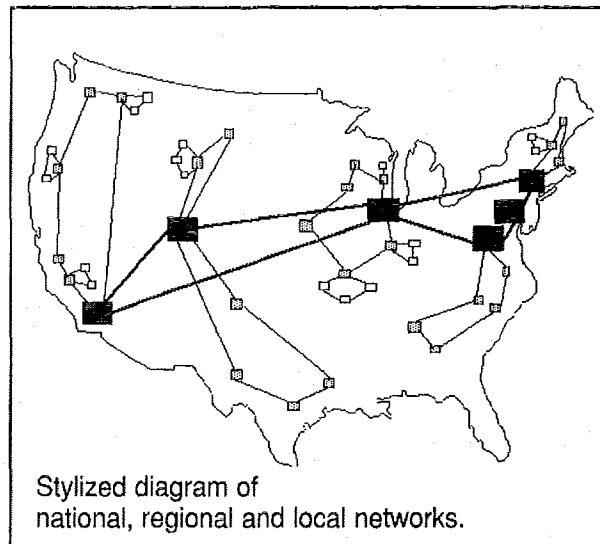 Stylized diagram of
national, regional and local networks.